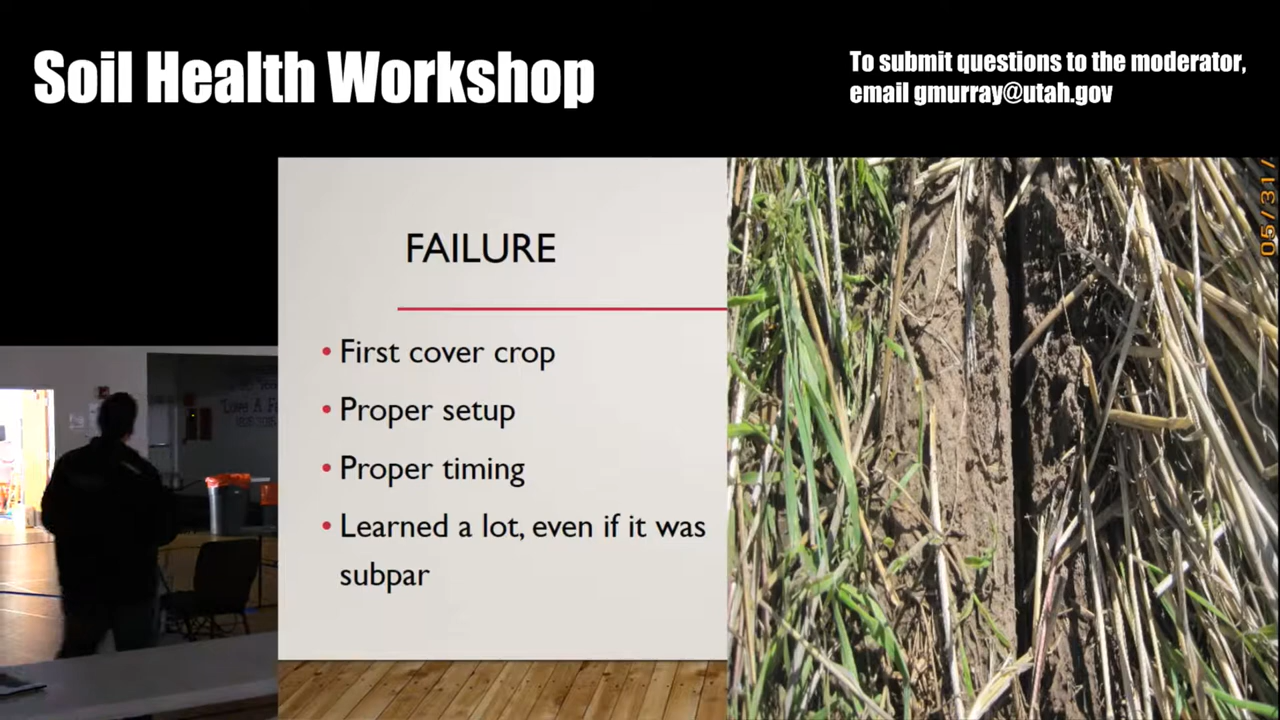 Soil Health Workshop
To submit questions to the moderator,
email gmurray@utah.gov
FAILURE
• First cover crop
• Proper setup
• Proper timing
• Learned a lot, even if it was
subpar
05/31/